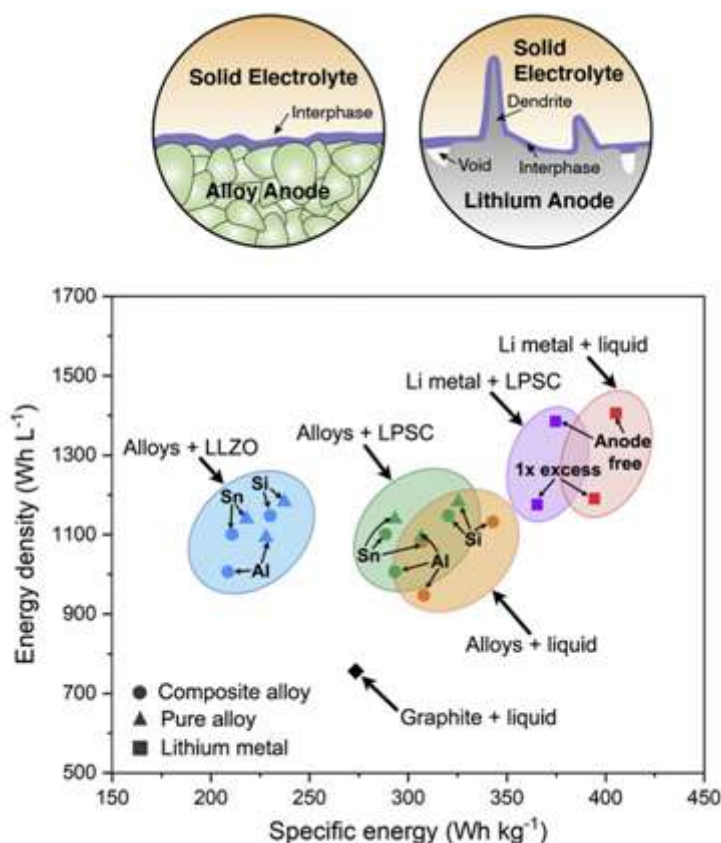 Solid Electrolyte
Interphase
Alloy Anode
Solid
Electrolyte
Dendrite
Void
Interphase
Lithium Anode
1700
1500
1300
1100
900
700
500
Energy density (Wh L⁻¹)
Li metal + liquid
Li metal + LPSC
Alloys + LPSC
Alloys + LLZO
Anode
free
1x excess
Si
Sn
Al
Sn
Al
Si
Alloys + liquid
Graphite + liquid
Composite alloy
Pure alloy
Lithium metal
150
200
250
300
350
400
450
Specific energy (Wh kg⁻¹)